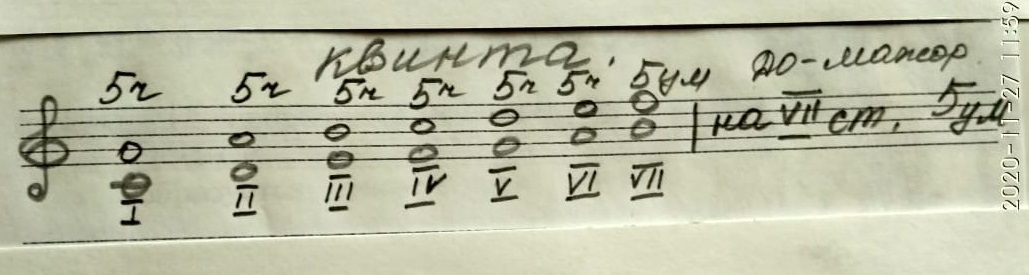 квинта.
До-мажор
5ч 5ч 5ч 5ч 5ч 5ч 5ум
на VII ст. 5ум
I II III IV V VI VII
2020-11-27 11:59